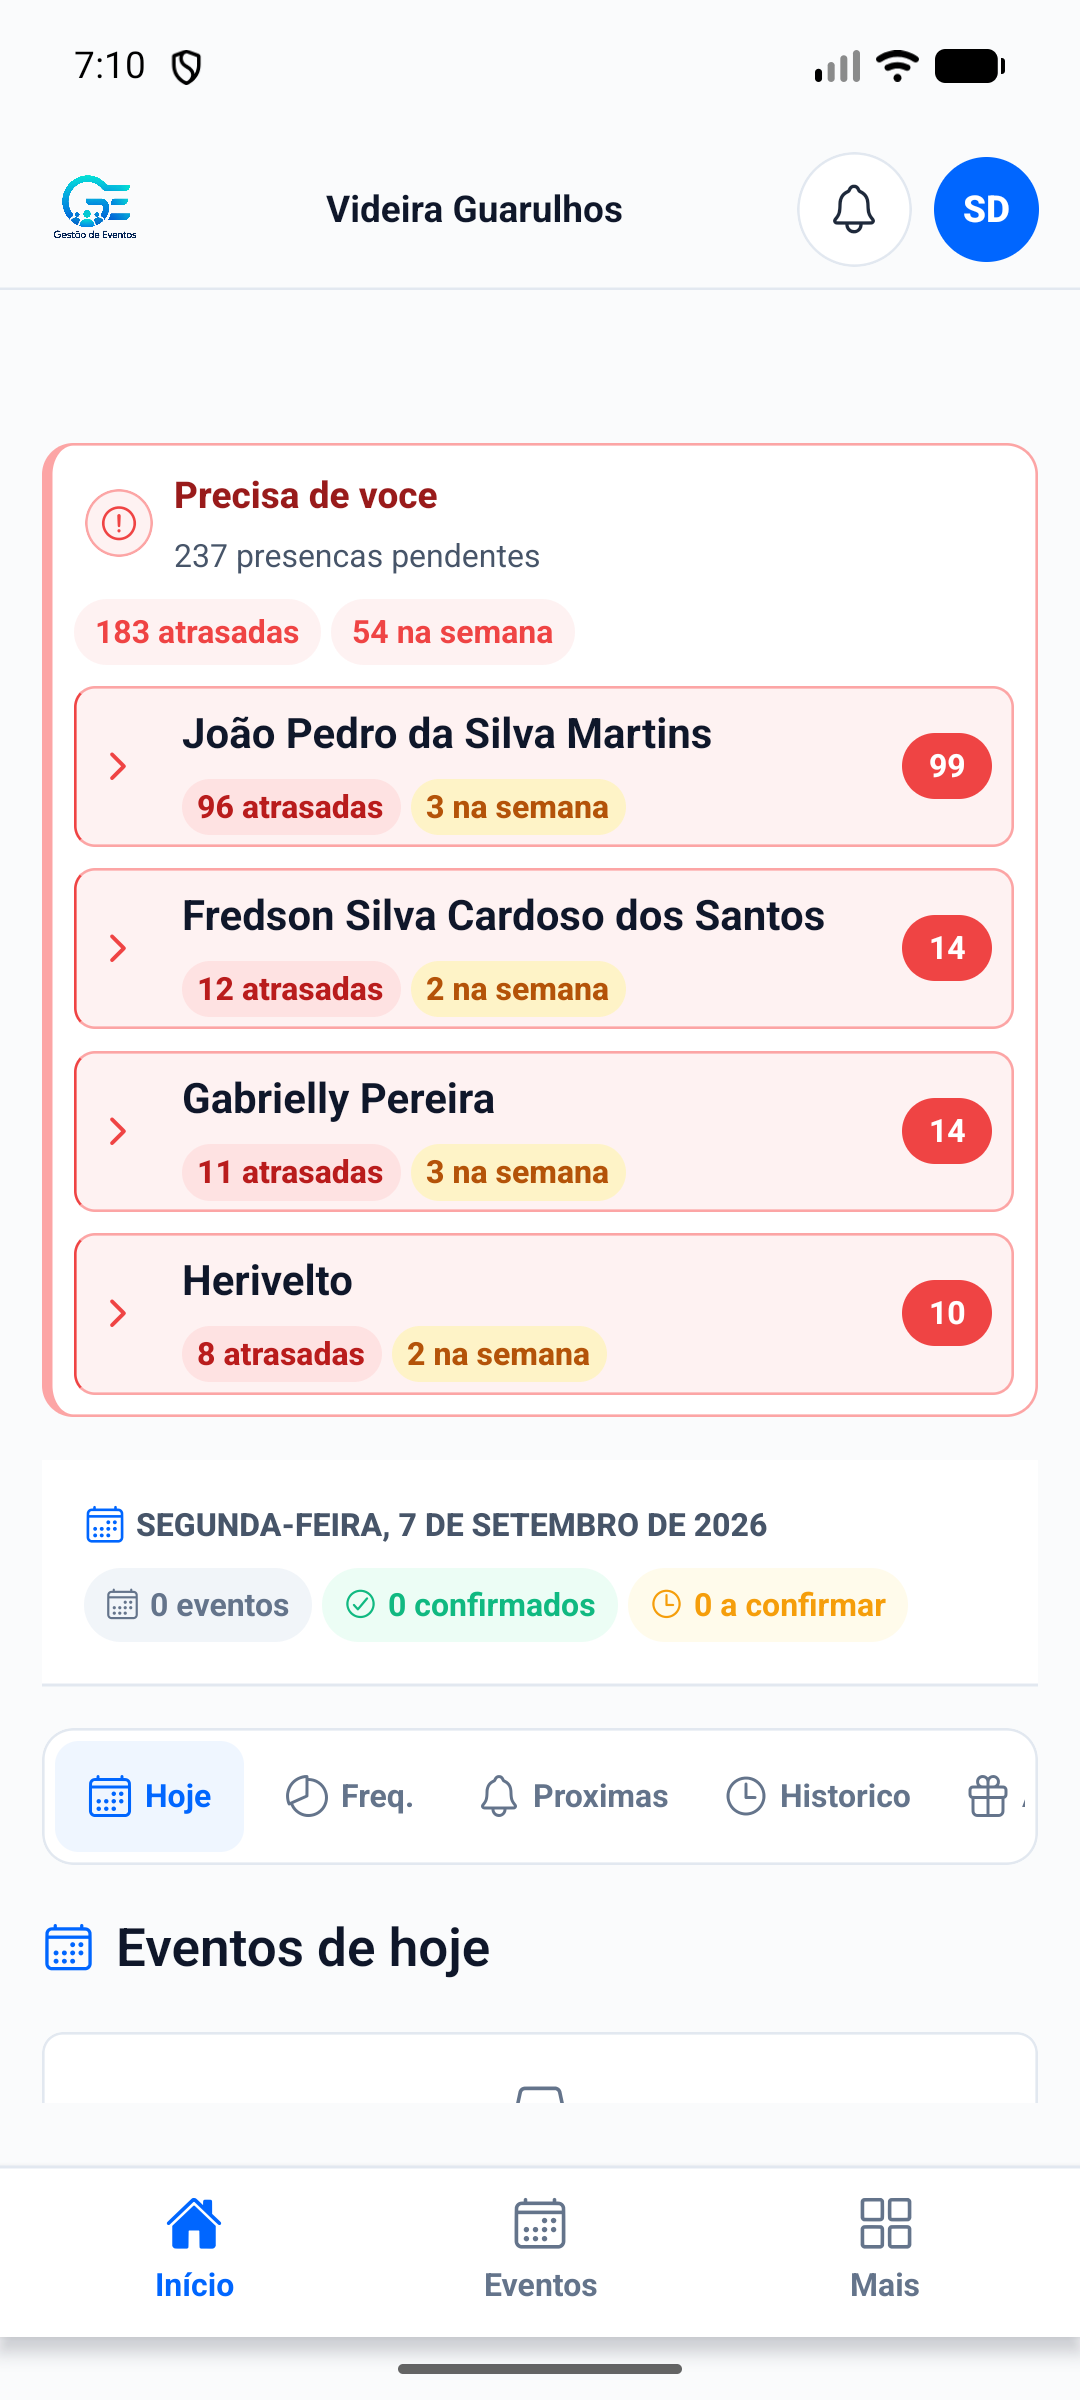 7:10
Gestão de Eventos
Videira Guarulhos
SD
Precisa de voce
237 presencas pendentes
183 atrasadas
54 na semana
João Pedro da Silva Martins
96 atrasadas
3 na semana
99
Fredson Silva Cardoso dos Santos
12 atrasadas
2 na semana
14
Gabrielly Pereira
11 atrasadas
3 na semana
14
Herivelto
8 atrasadas
2 na semana
10
SEGUNDA-FEIRA, 7 DE SETEMBRO DE 2026
0 eventos
0 confirmados
0 a confirmar
Hoje
Freq.
Proximas
Historico
Eventos de hoje
Início
Eventos
Mais